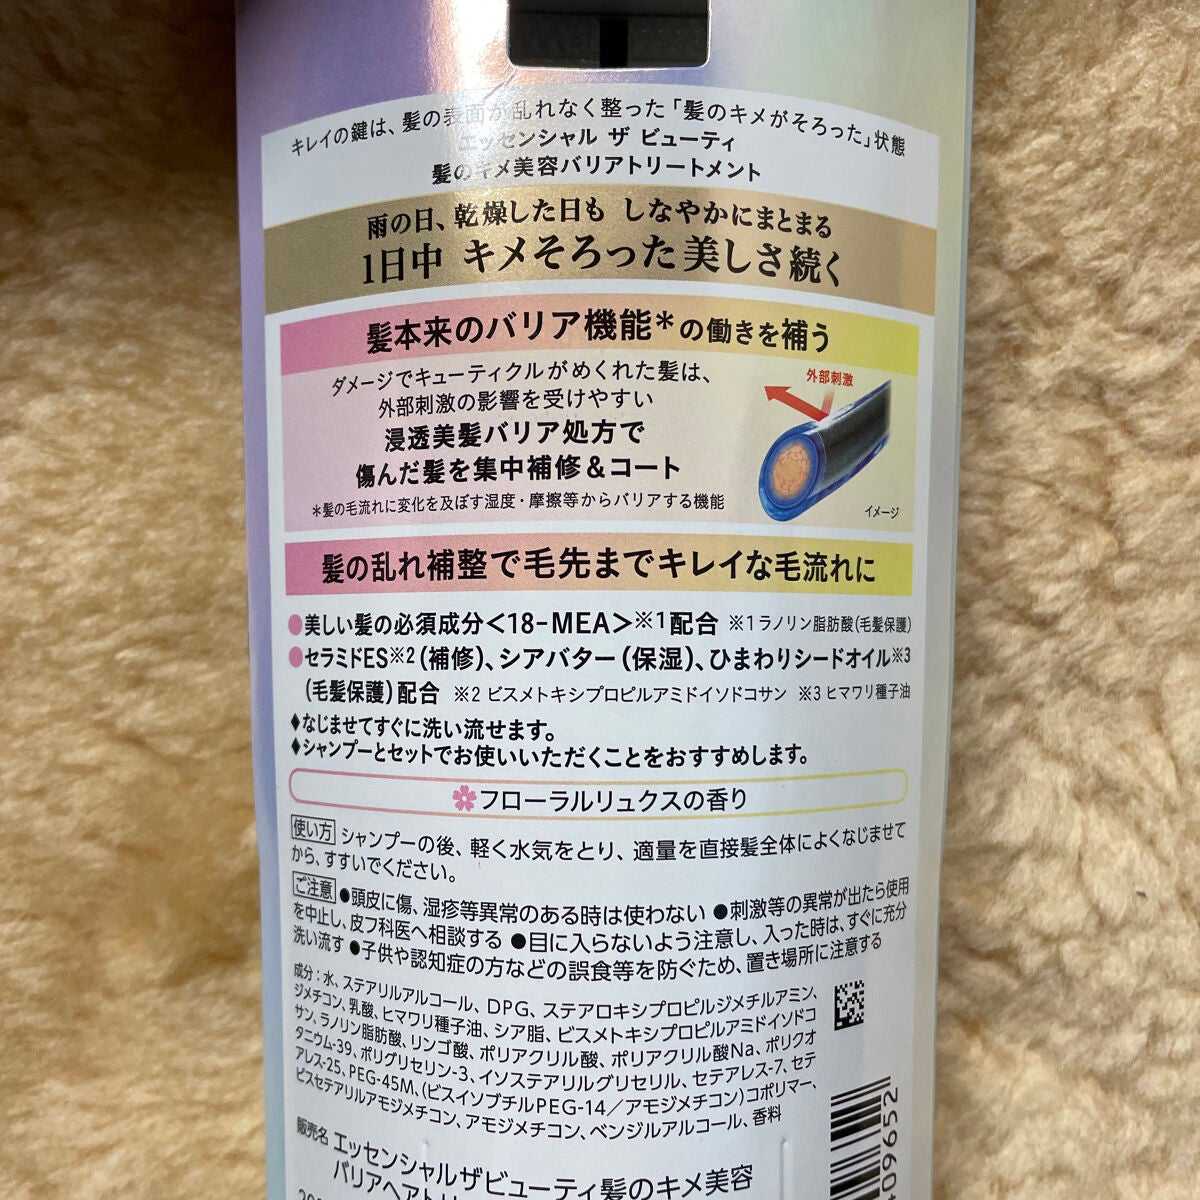 キレイの鍵は、髪の表面が乱れなく整った「髪のキメがそろった」状態
エッセンシャル ザ ビューティ
髪のキメ美容バリアトリートメント
雨の日、乾燥した日も しなやかにまとまる
1日中 キメそろった美しさ続く
髪本来のバリア機能*の働きを補う
ダメージでキューティクルがめくれた髪は、
外部刺激の影響を受けやすい
浸透美髪バリア処方で
傷んだ髪を集中補修&コート
*髪の毛流れに変化を及ぼす湿度・摩擦等からバリアする機能
外部刺激
イメージ
髪の乱れ補整で毛先までキレイな毛流れに
●美しい髪の必須成分<18-MEA>※1配合 ※1ラノリン脂肪酸(毛髪保護)
●セラミドES※2(補修)、シアバター(保湿)、ひまわりシードオイル※3
(毛髪保護)配合 ※2 ビスメトキシプロピルアミドイソドコサン ※3 ヒマワリ種子油
♦なじませてすぐに洗い流せます。
♦シャンプーとセットでお使いいただくことをおすすめします。
フローラルリュクスの香り
使い方 シャンプーの後、軽く水気をとり、適量を直接髪全体によくなじませて
から、すすいでください。
ご注意 ●頭皮に傷、湿疹等異常のある時は使わない ●刺激等の異常が出たら使用
を中止し、皮フ科医へ相談する ●目に入らないよう注意し、入った時は、すぐに充分
洗い流す ●子供や認知症の方などの誤食等を防ぐため、置き場所に注意する
成分:水、ステアリルアルコール、DPG、ステアロキシプロピルジメチルアミン、
ジメチコン、乳酸、ヒマワリ種子油、シア脂、ビスメトキシプロピルアミドイソドコ
サン、ラノリン脂肪酸、リンゴ酸、ポリアクリル酸、ポリアクリル酸Na、ポリクオ
タニウム-39、ポリグリセリン-3、イソステアリルグリセリル、セテアレス-7、セテ
アレス-25、PEG-45M、(ビスイソブチルPEG-14/アモジメチコン)コポリマー、
ビスセテアリルアモジメチコン、アモジメチコン、ベンジルアルコール、香料
販売名 エッセンシャルザビューティ髪のキメ美容
バリアヘアトリ
409652